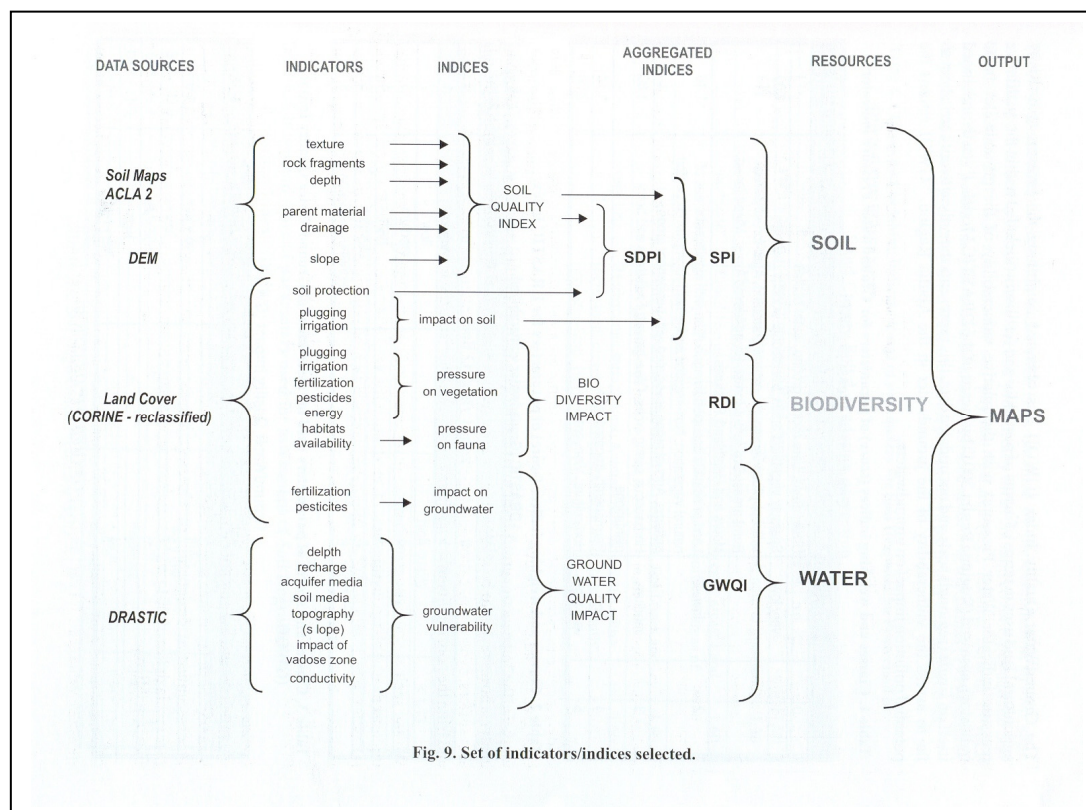 DATA SOURCES
INDICATORS
INDICES
AGGREGATED
INDICES
RESOURCES
OUTPUT
Soil Maps
ACLA 2
DEM
texture
rock fragments
depth
parent material
drainage
slope
SOIL
QUALITY
INDEX
SDPI
SPI
SOIL
soil protection
plugging
irrigation
impact on soil
Land Cover
(CORINE - reclassified)
plugging
irrigation
fertilization
pesticides
energy
habitats
availability
pressure
on vegetation
pressure
on fauna
BIO
DIVERSITY
IMPACT
RDI
BIODIVERSITY
MAPS
fertilization
pesticites
impact on
groundwater
DRASTIC
delpth
recharge
acquifer media
soil media
topography
(s lope)
impact of
vadose zone
conductivity
groundwater
vulnerability
GROUND
WATER
QUALITY
IMPACT
GWQI
WATER
Fig. 9. Set of indicators/indices selected.